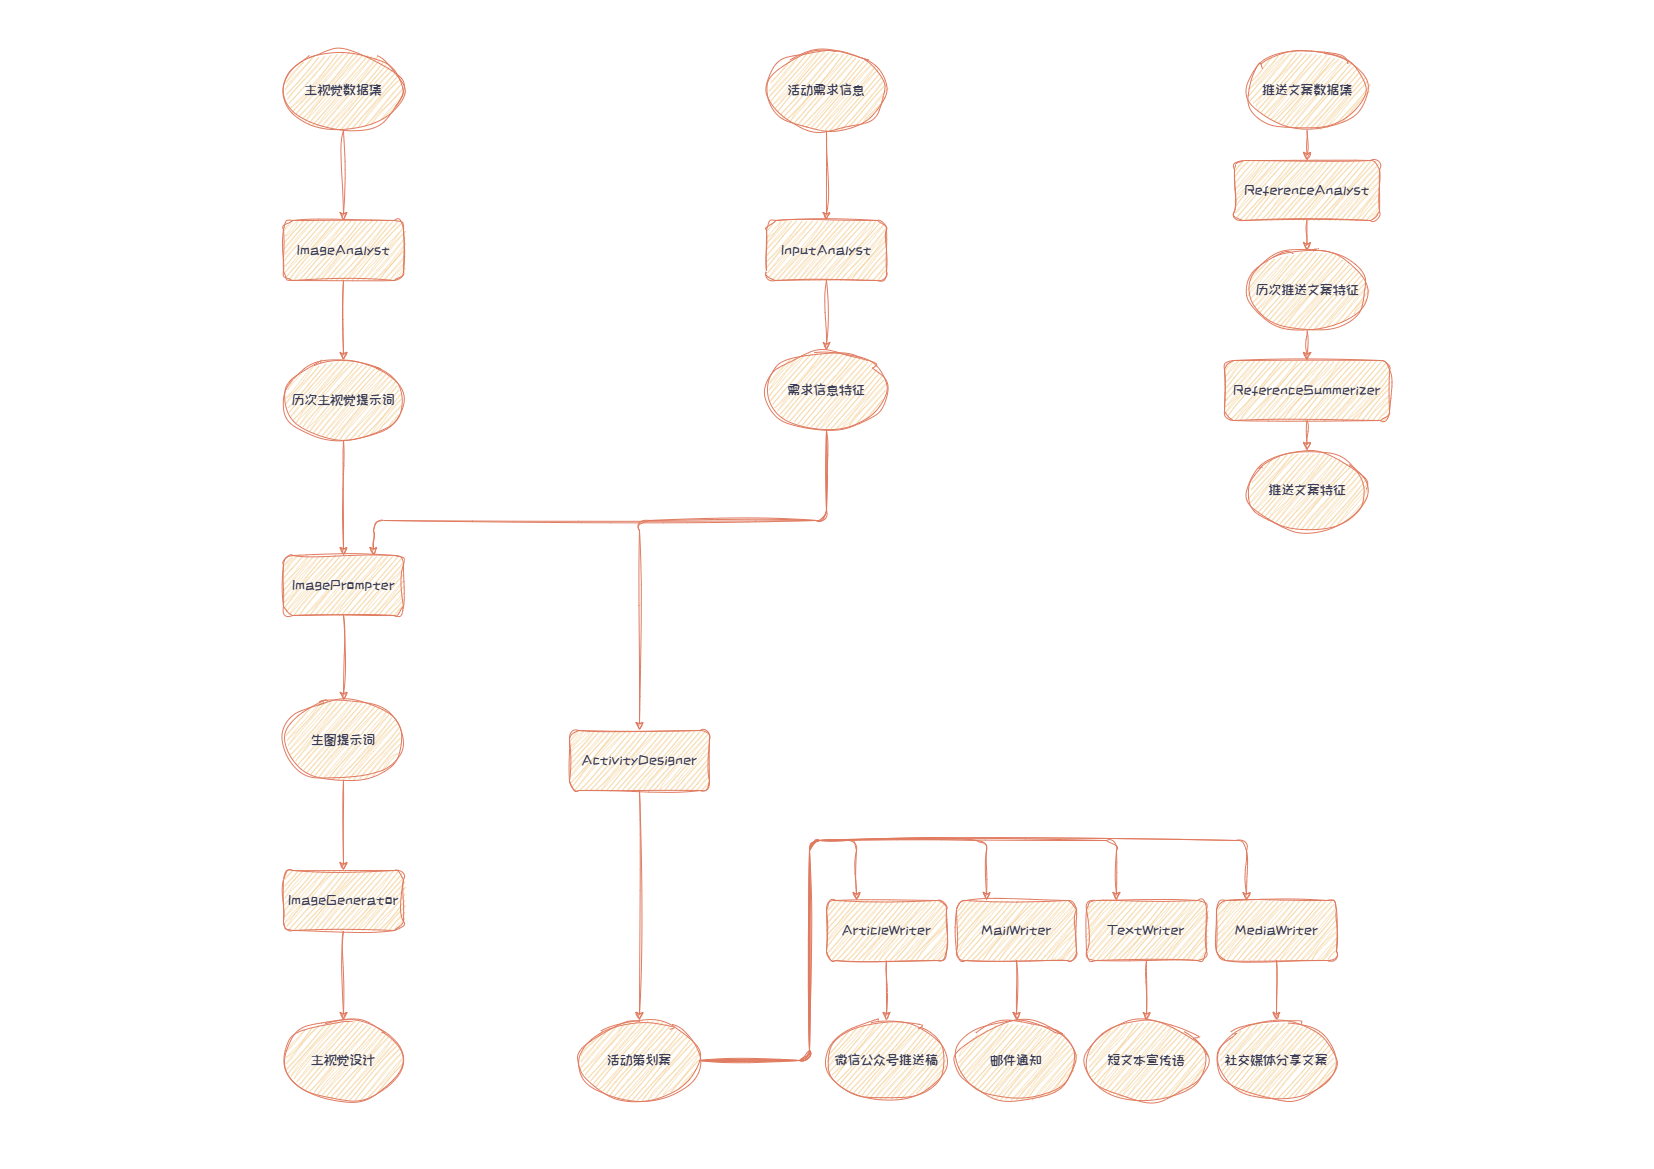 主视觉数据集
活动需求信息
推送文案数据集
ReferenceAnalyst
ImageAnalyst
InputAnalyst
历次推送文案特征
历次主视觉提示词
需求信息特征
ReferenceSummerizer
推送文案特征
ImagePrompter
生图提示词
ActivityDesigner
ImageGenerator
ArticleWriter
MailWriter
TextWriter
MediaWriter
主视觉设计
活动策划案
微信公众号推送稿
邮件通知
短文本宣传语
社交媒体分享文案